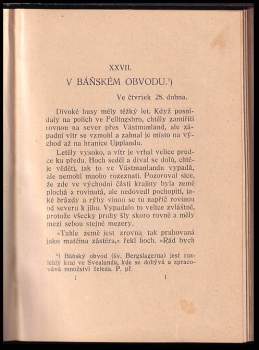 XXVII.
V BÁŇSKÉM OBVODU.¹)
Ve čtvrtek 28. dubna.
Divoké husy měly těžký let. Když posní-
daly na polích ve Fellingsbro, chtěly zamířiti
rovnou na sever přes Västmanland, ale zá-
padní vítr se vzmohl a zahnal je místo na vý-
chod až na hranice Upplandu.
Letěly vysoko, a vítr je vrhal velice prud-
ce ku předu. Hoch seděl a díval se dolů, chtě-
je věděti, jak to ve Västmanlandu vypadá,
ale nemohl mnoho rozeznati. Pozoroval sice,
že zde ve východní části krajiny byla země
plochá a rovinatá, ale nedovedl pochopiti, ja-
ké brázdy a rýhy vinou se tu napříč rovinou
od severu k jihu. Vypadalo to velice zvláštně,
protože všecky pruhy šly skoro rovně a měly
mezi sebou stejné mezery.
»Tahle země jest zrovna tak pruhovaná
jako matčina zástěra,« řekl hoch. »Rád bych
¹) Báňský obvod (šv. Bergslagerna) jest roz-
lehlý kraj ve Svealandu, kde se dobývá a zpraco-
vává množství železa. P. př.
1 1